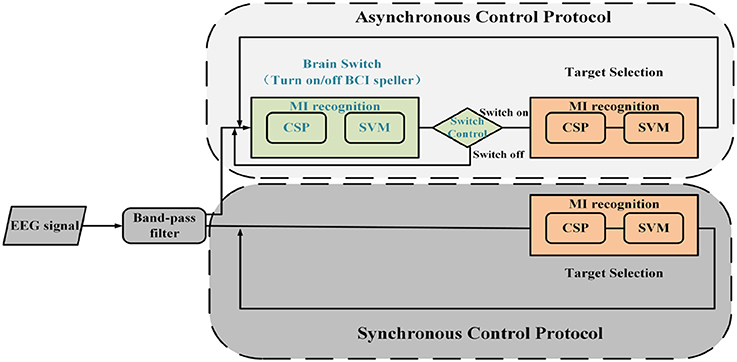 Asynchronous Control Protocol
Brain Switch
（Turn on/off BCI speller）
MI recognition
CSP
SVM
Switch
Control
Switch on
Switch off
Target Selection
MI recognition
CSP
SVM
EEG signal
Band-pass
filter
MI recognition
CSP
SVM
Target Selection
Synchronous Control Protocol